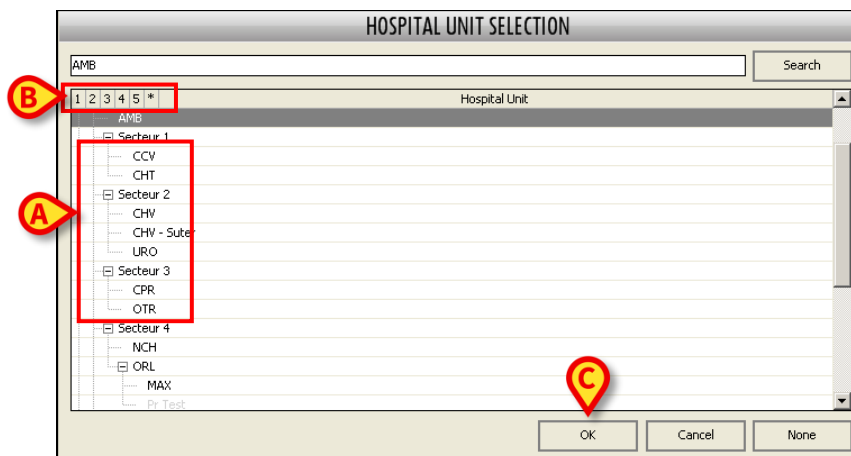 HOSPITAL UNIT SELECTION
AMB Search
B
1 2 3 4 5 * Hospital Unit
AMB
Secteur 1
CCV
CHT
Secteur 2
A
CHV
CHV - Suter
URO
Secteur 3
CPR
OTR
Secteur 4
NCH
ORL
C
MAX
Pr Test
OK Cancel None